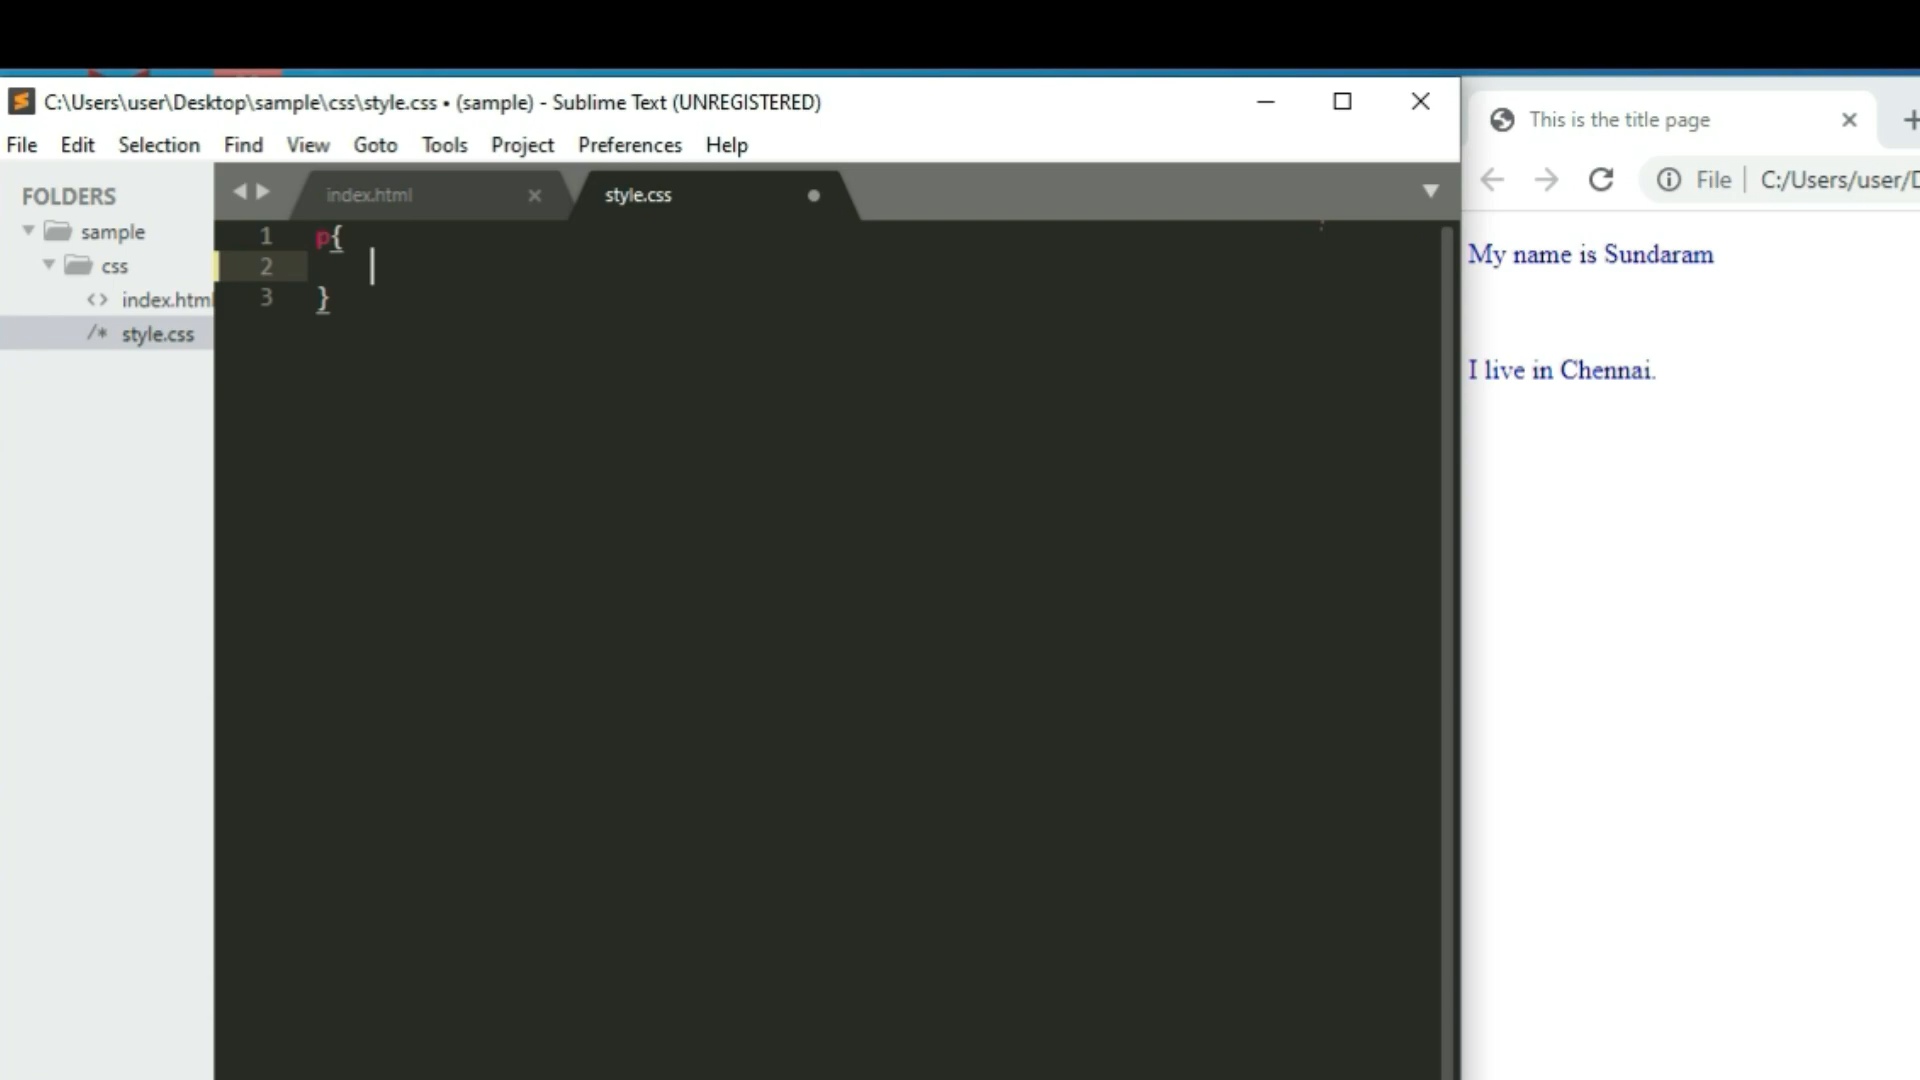 C:\Users\user\Desktop\sample\css\style.css • (sample) - Sublime Text (UNREGISTERED)
File Edit Selection Find View Goto Tools Project Preferences Help
FOLDERS
sample
css
<> index.html
/* style.css
index.html
style.css
1 p{
2
3 }
This is the title page
File C:/Users/user/D
My name is Sundaram
I live in Chennai.